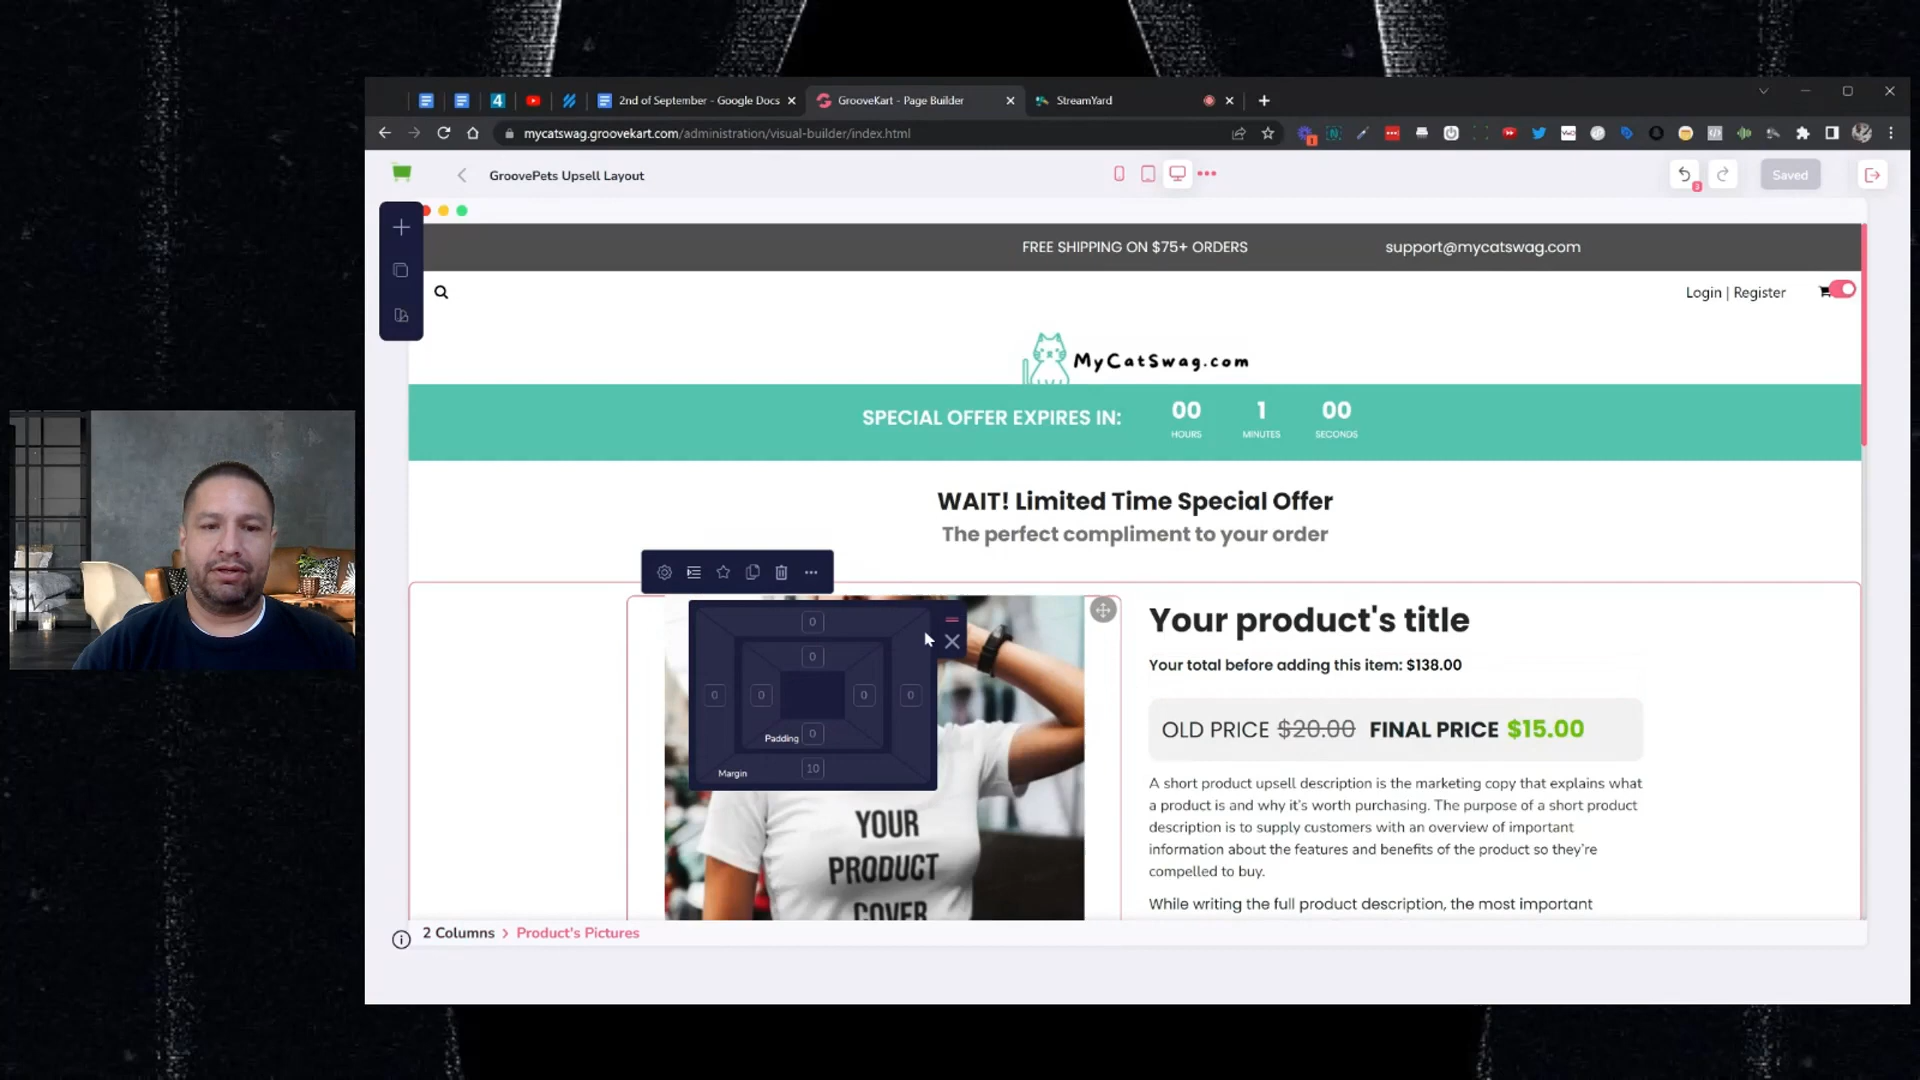 2nd of September - Google Docs
GrooveKart - Page Builder
StreamYard
mycatswag.groovekart.com/administration/visual-builder/index.html
GroovePets Upsell Layout
Saved
FREE SHIPPING ON $75+ ORDERS
support@mycatswag.com
Login | Register
MyCatSwag.com
SPECIAL OFFER EXPIRES IN:
00
1
00
HOURS
MINUTES
SECONDS
WAIT! Limited Time Special Offer
The perfect compliment to your order
0
0
0
0
0
0
Padding
0
Margin
10
YOUR
PRODUCT
COVER
Your product's title
Your total before adding this item: $138.00
OLD PRICE $20.00 FINAL PRICE $15.00
A short product upsell description is the marketing copy that explains what
a product is and why it's worth purchasing. The purpose of a short product
description is to supply customers with an overview of important
information about the features and benefits of the product so they're
compelled to buy.
While writing the full product description, the most important
2 Columns > Product's Pictures